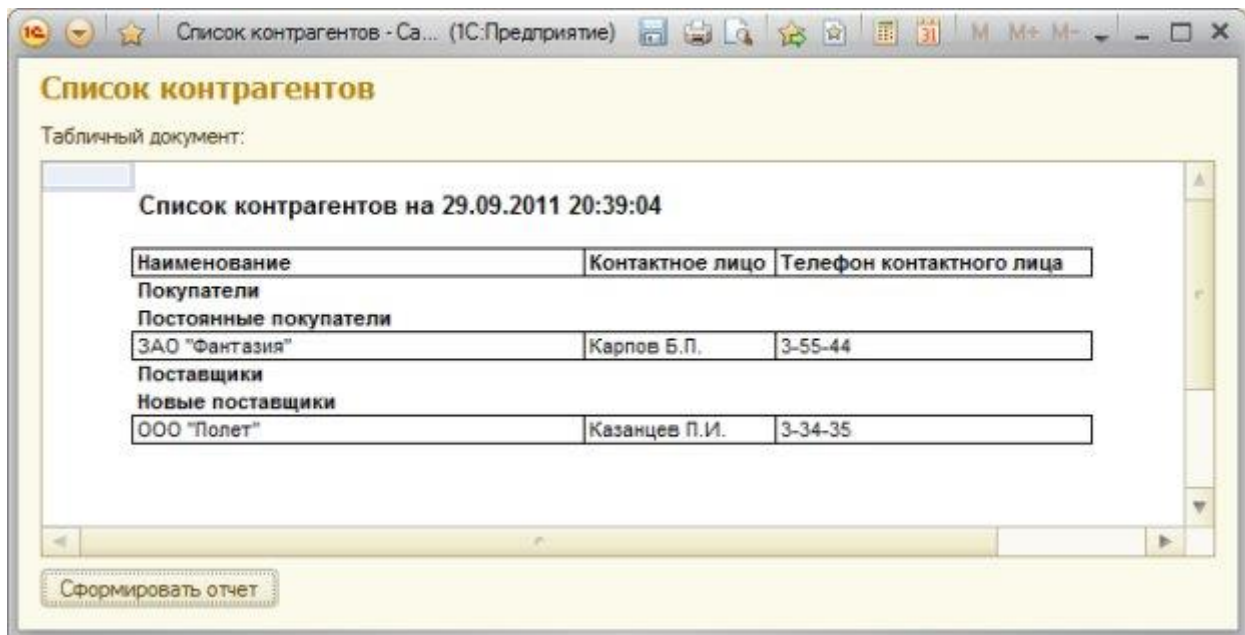 1С Список контрагентов - Са... (1С:Предприятие) 31 M M+ M-
Список контрагентов
Табличный документ:
Список контрагентов на 29.09.2011 20:39:04
Наименование Контактное лицо Телефон контактного лица
Покупатели
Постоянные покупатели
ЗАО "Фантазия" Карпов Б.П. 3-55-44
Поставщики
Новые поставщики
ООО "Полет" Казанцев П.И. 3-34-35
Сформировать отчет